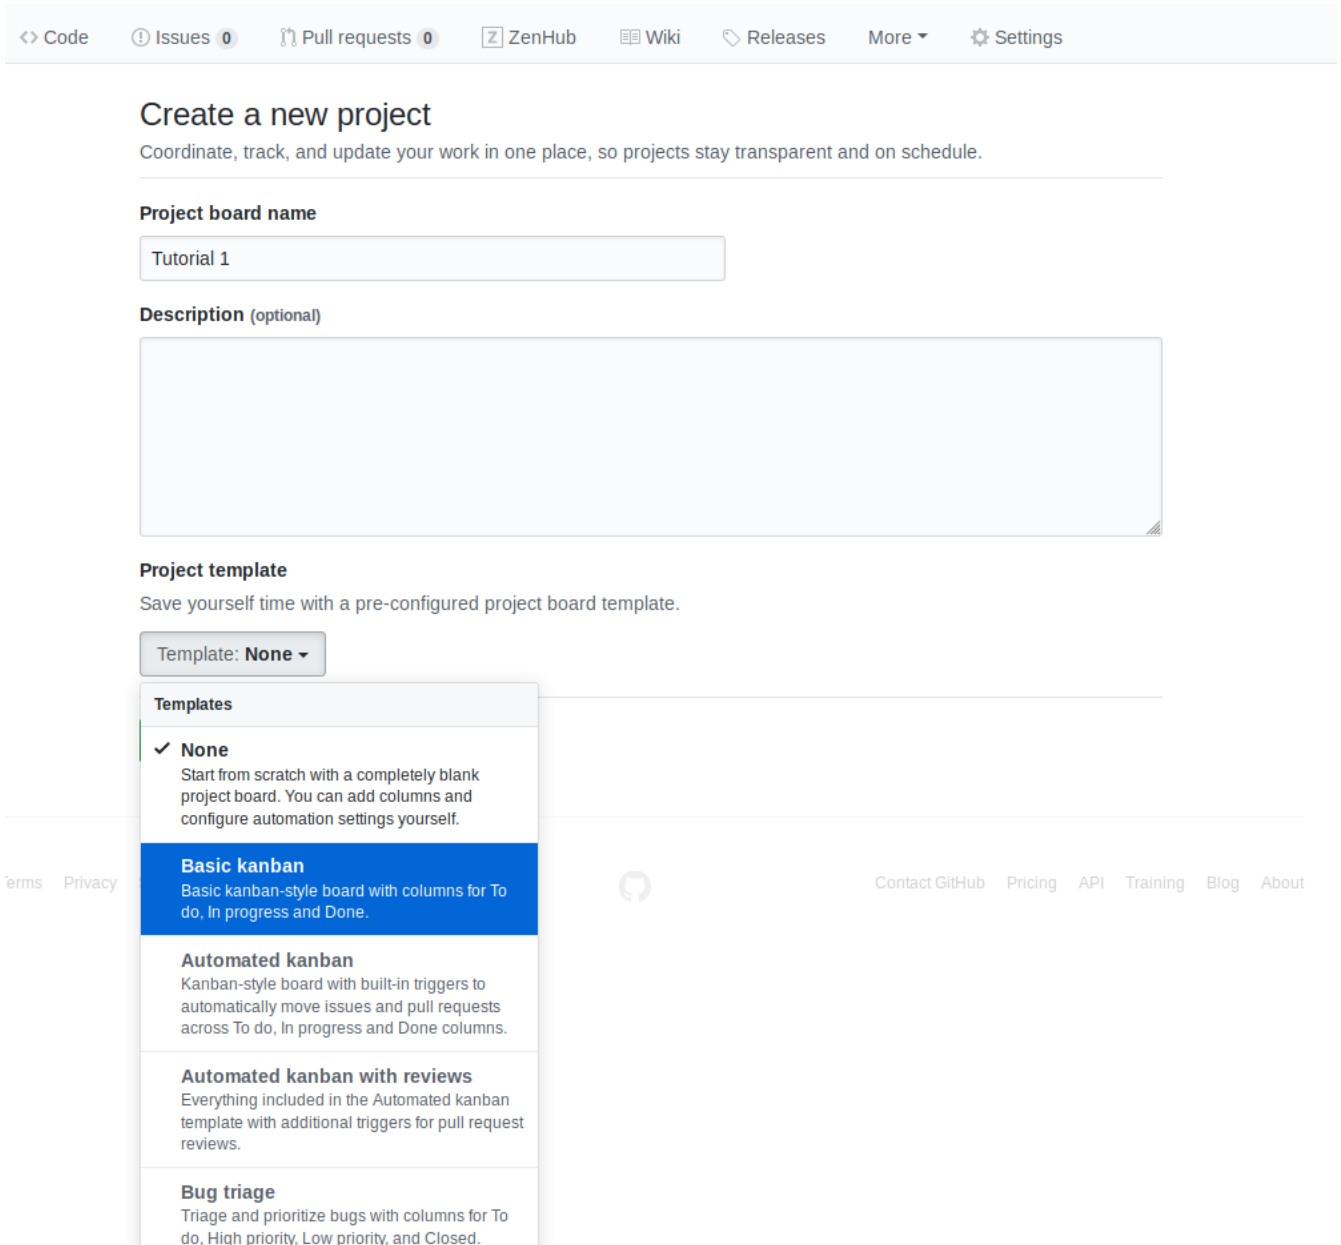 Code Issues 0 Pull requests 0 Z ZenHub Wiki Releases More Settings
Create a new project
Coordinate, track, and update your work in one place, so projects stay transparent and on schedule.
Project board name
Tutorial 1
Description (optional)
Project template
Save yourself time with a pre-configured project board template.
Template: None
Templates
None
Start from scratch with a completely blank
project board. You can add columns and
configure automation settings yourself.
Basic kanban
Basic kanban-style board with columns for To
do, In progress and Done.
Automated kanban
Kanban-style board with built-in triggers to
automatically move issues and pull requests
across To do, In progress and Done columns.
Automated kanban with reviews
Everything included in the Automated kanban
template with additional triggers for pull request
reviews.
Bug triage
Triage and prioritize bugs with columns for To
do, High priority, Low priority, and Closed.
Privacy Contact GitHub Pricing API Training Blog About